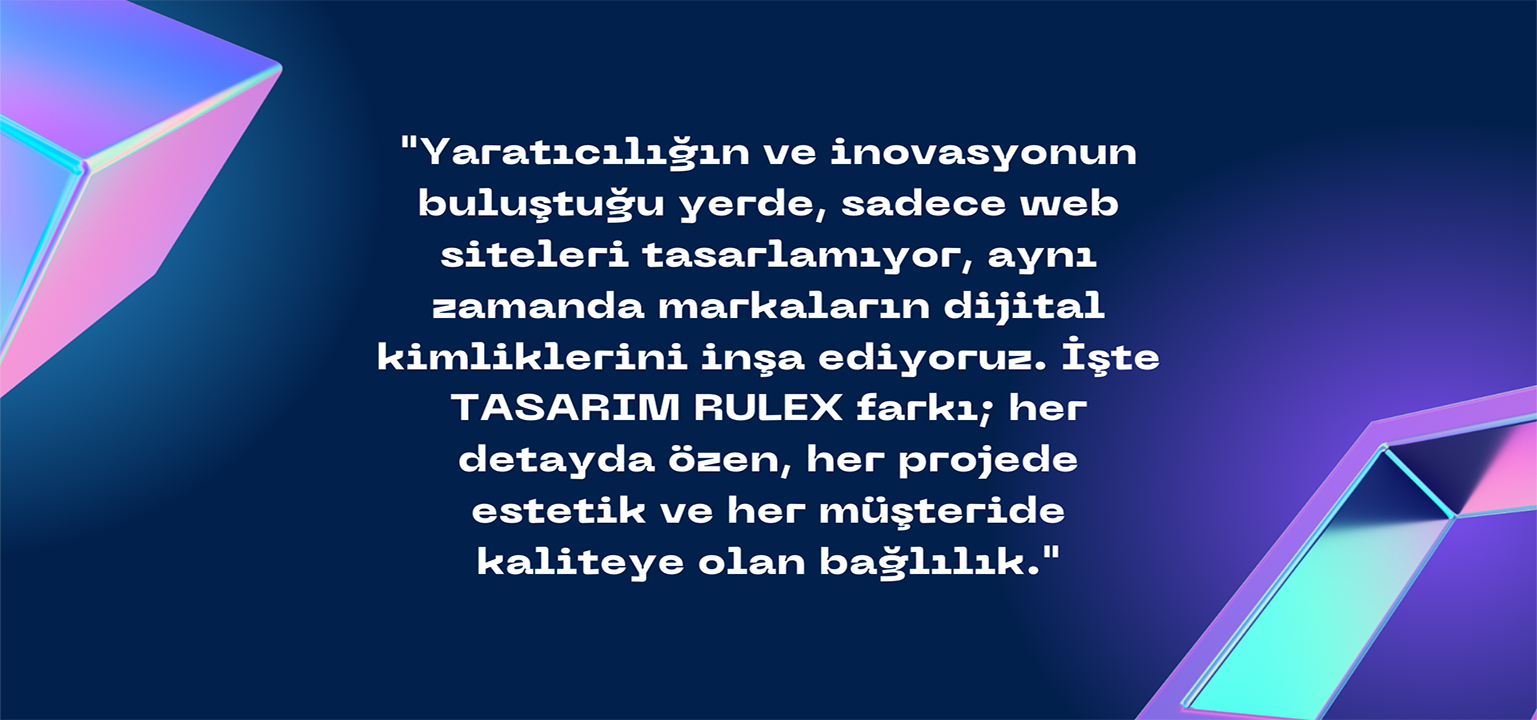 "Yaratıcılığın ve inovasyonun
buluştuğu yerde, sadece web
siteleri tasarlamıyor, aynı
zamanda markaların dijital
kimliklerini inşa ediyoruz. İşte
TASARIM RULEX farkı; her
detayda özen, her projede
estetik ve her müşteride
kaliteye olan bağlılık."